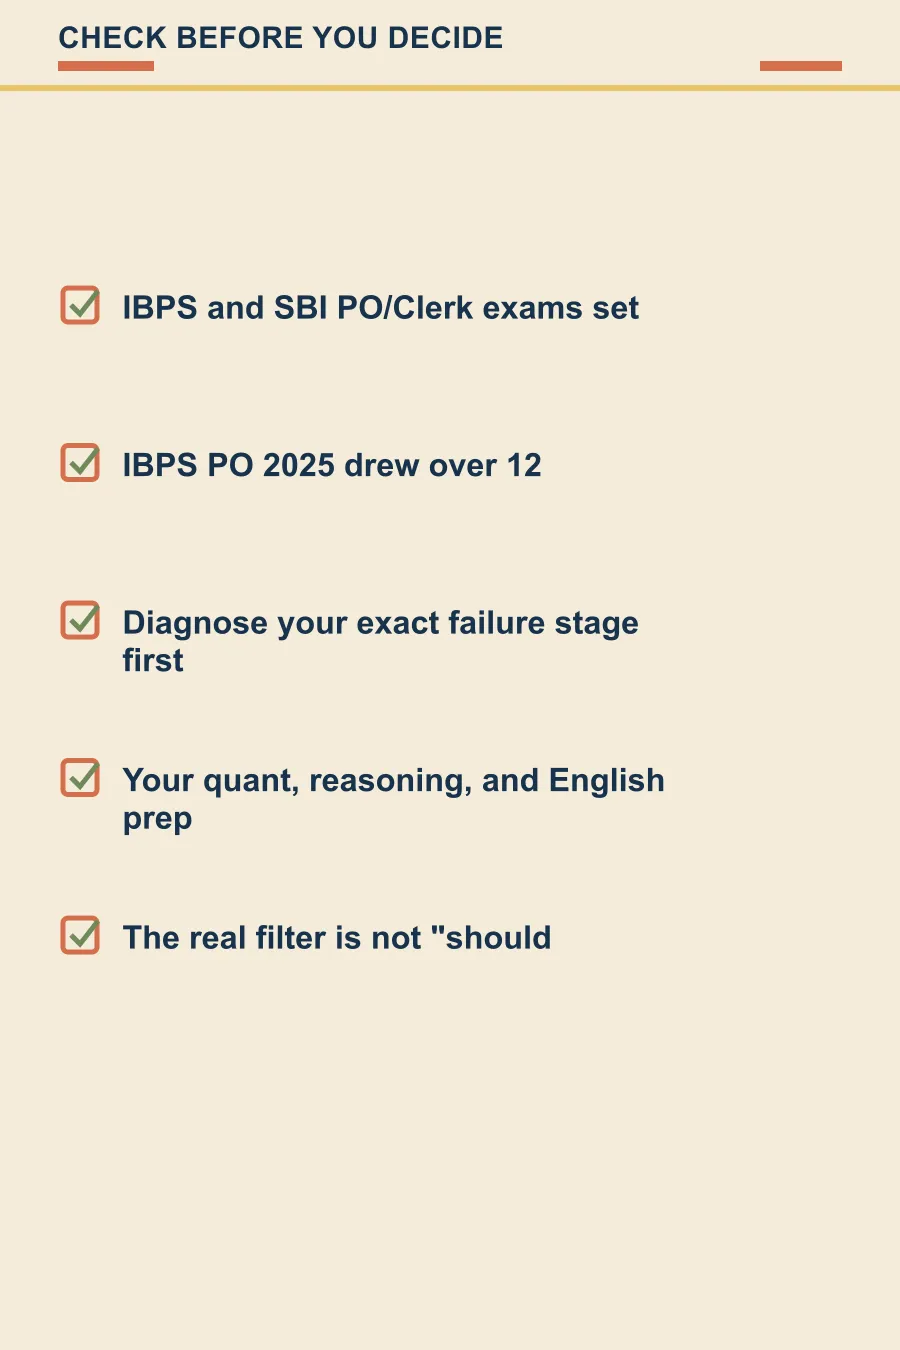 CHECK BEFORE YOU DECIDE
IBPS and SBI PO/Clerk exams set
IBPS PO 2025 drew over 12
Diagnose your exact failure stage
first
Your quant, reasoning, and English
prep
The real filter is not "should